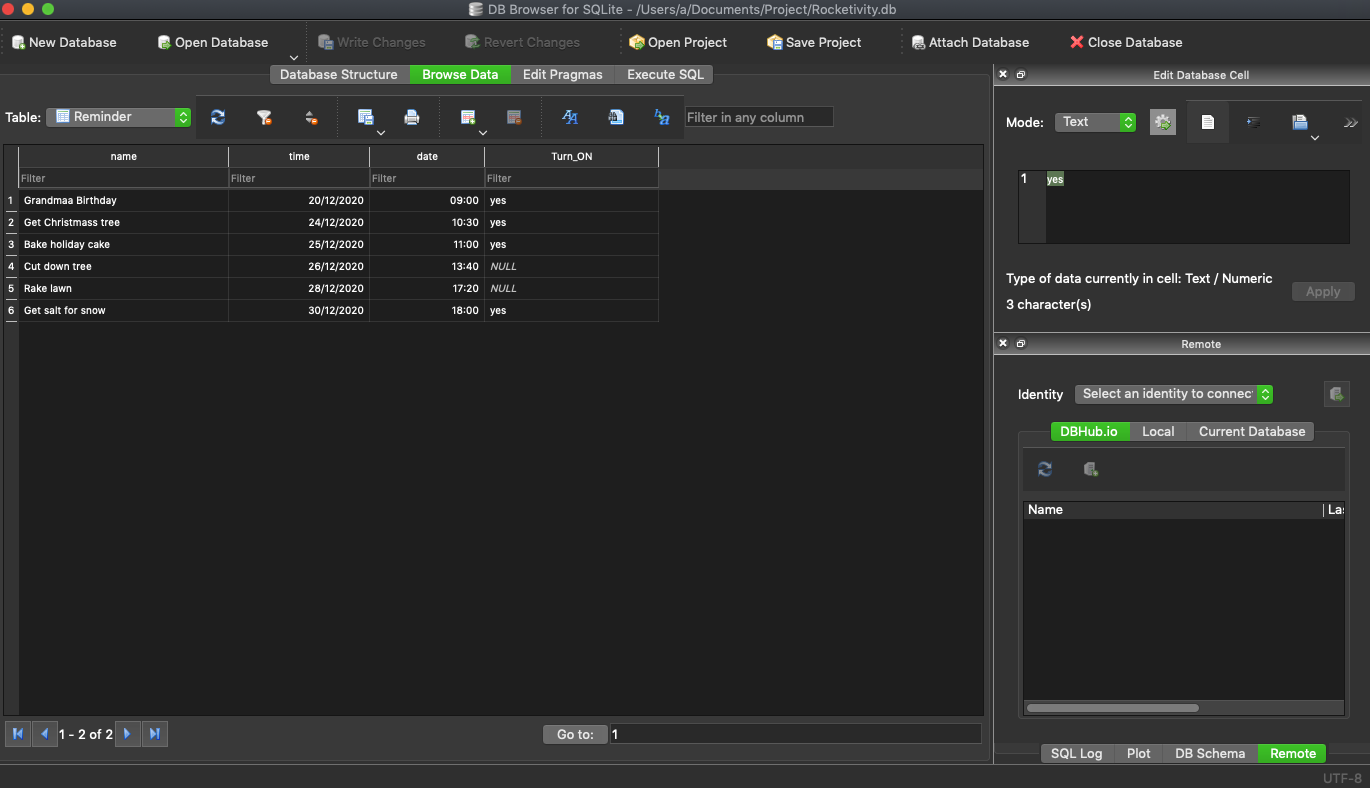 DB Browser for SQLite - /Users/a/Documents/Project/Rocketivity.db
New Database Open Database Write Changes Revert Changes Open Project Save Project Attach Database Close Database
Database Structure Browse Data Edit Pragmas Execute SQL
Table: Reminder Filter in any column
name time date Turn_ON
Filter Filter Filter Filter
1 Grandmaa Birthday 20/12/2020 09:00 yes
2 Get Christmass tree 24/12/2020 10:30 yes
3 Bake holiday cake 25/12/2020 11:00 yes
4 Cut down tree 26/12/2020 13:40 NULL
5 Rake lawn 28/12/2020 17:20 NULL
6 Get salt for snow 30/12/2020 18:00 yes
1 - 2 of 2 Go to: 1
Edit Database Cell
Mode: Text
1 yes
Type of data currently in cell: Text / Numeric
3 character(s)
Apply
Remote
Identity Select an identity to connec
DBHub.io Local Current Database
Name Las
SQL Log Plot DB Schema Remote
UTF-8